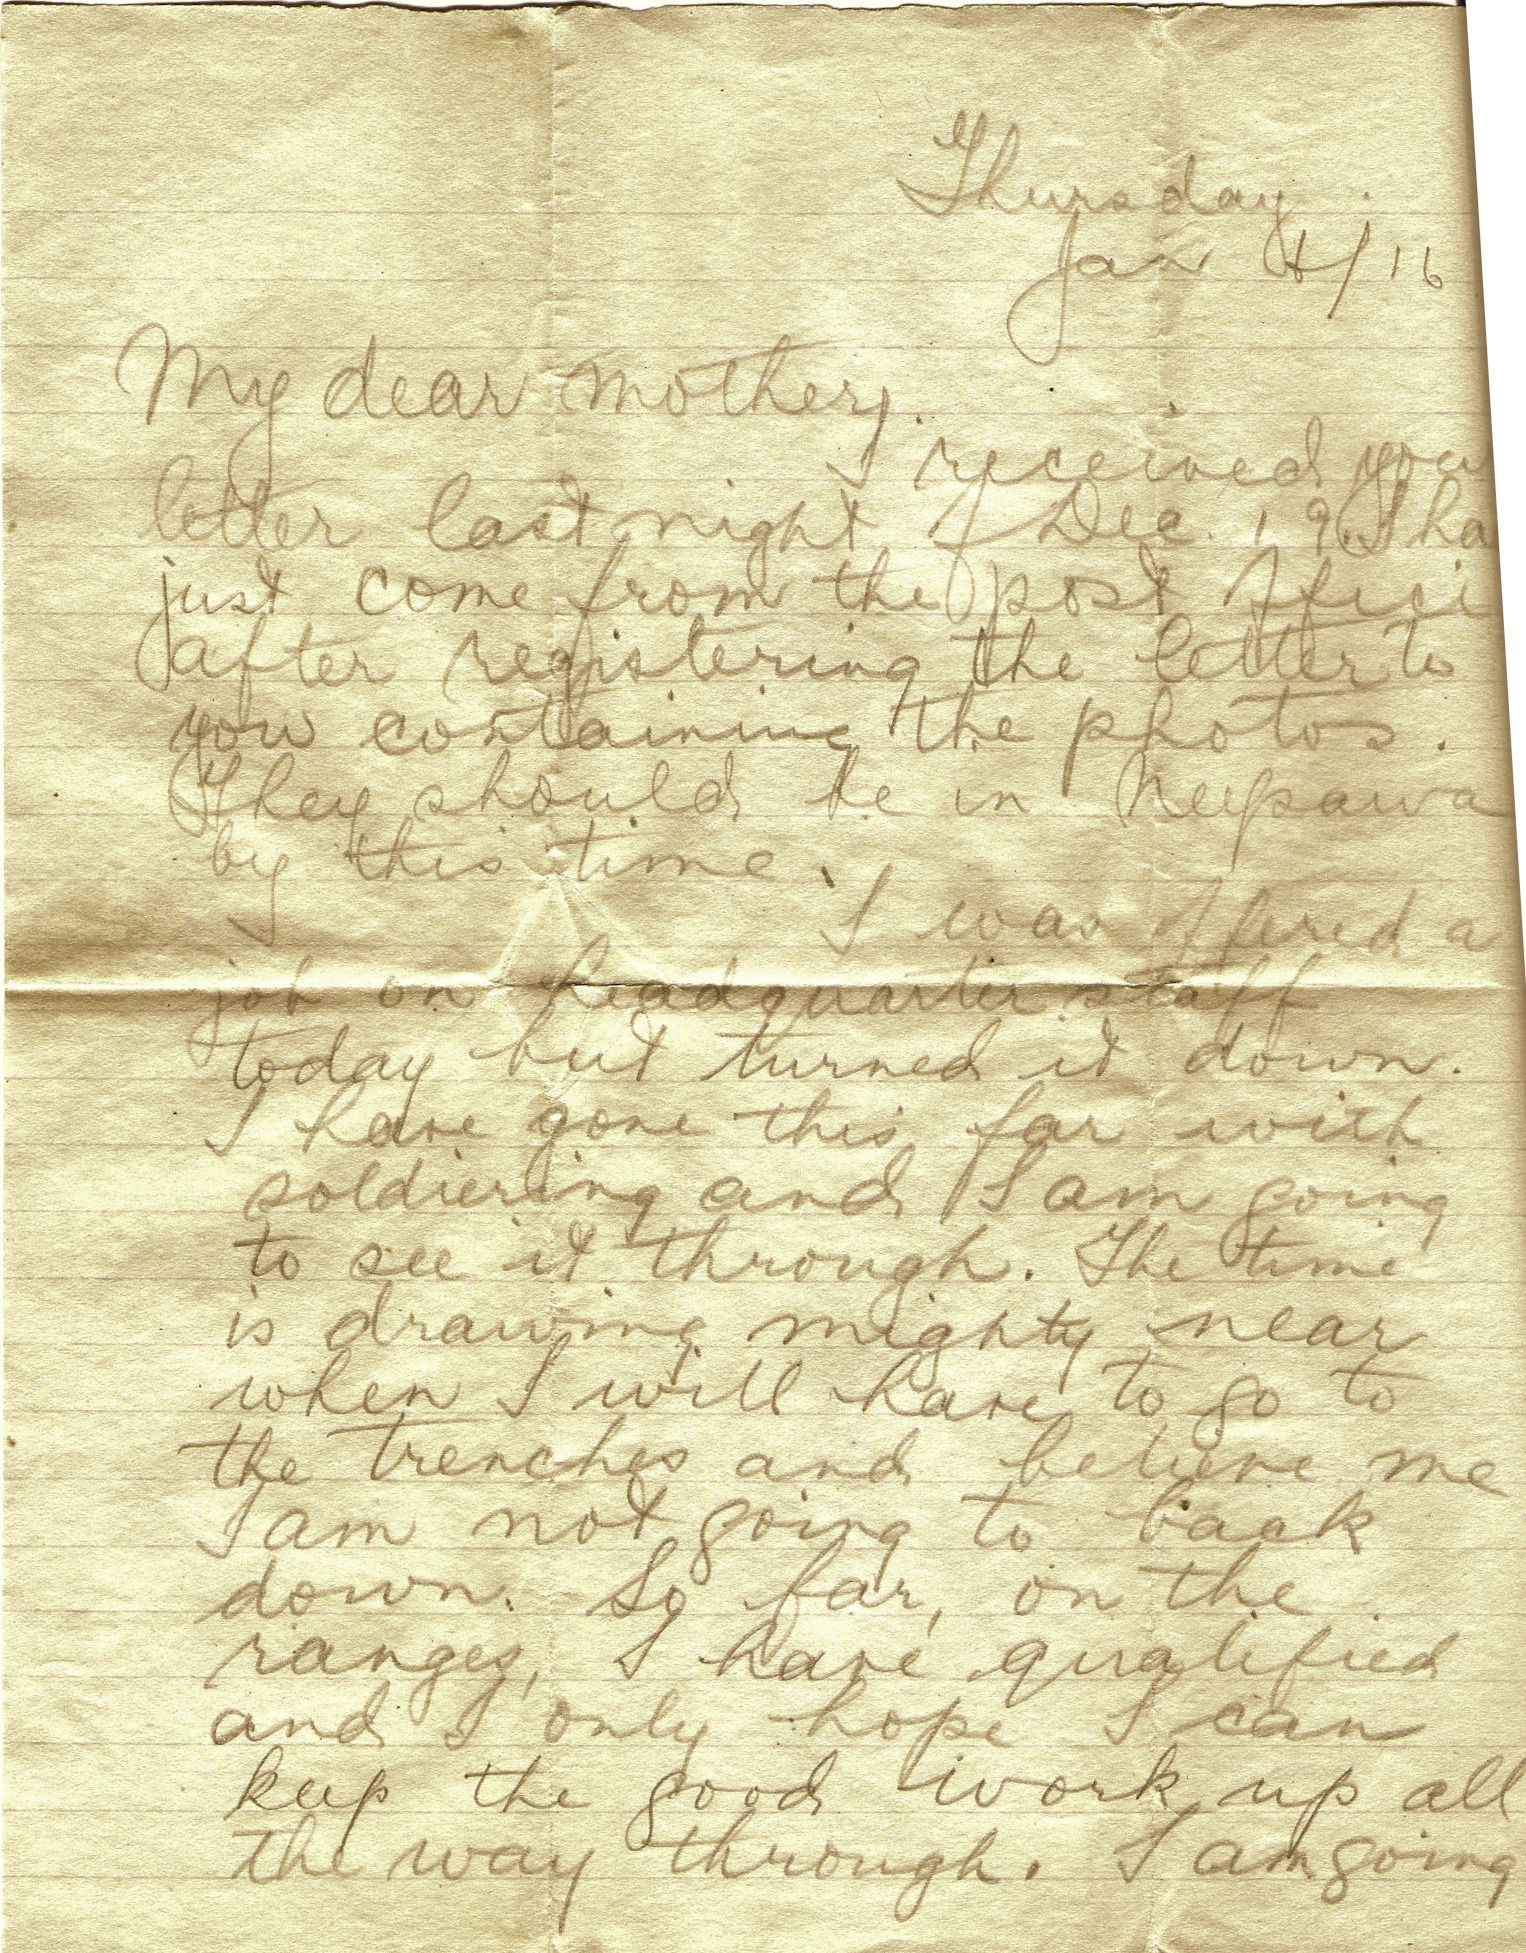 Thursday
Jan 6/16
My dear mother,.
I received your
letter last night of Dec. 19. I ha
just come from the post office
after registering the letter to
you containing the photos.
They should be in Neepawa
by this time.
I was offered a
job on headquarter staff
today but turned it down.
I have gone this far with
soldiering and I am going
to see it through. The time
is drawing mighty near
when I will have to go to
the trenches and believe me
I am not going to back
down. So far, on the
ranges, I have qualified
and I only hope I can
keep the good work up all
the way through. I am going